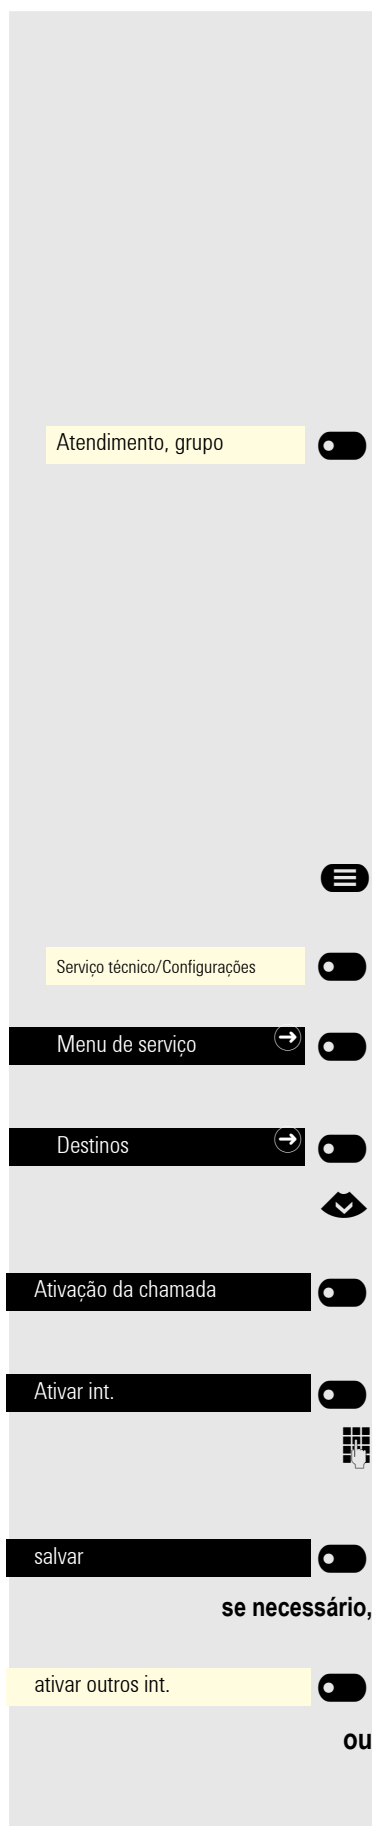 Atendimento, grupo
Serviço técnico/Configurações
Menu de serviço
Destinos
Ativação da chamada
Ativar int.
salvar
se necessário,
ativar outros int.
ou